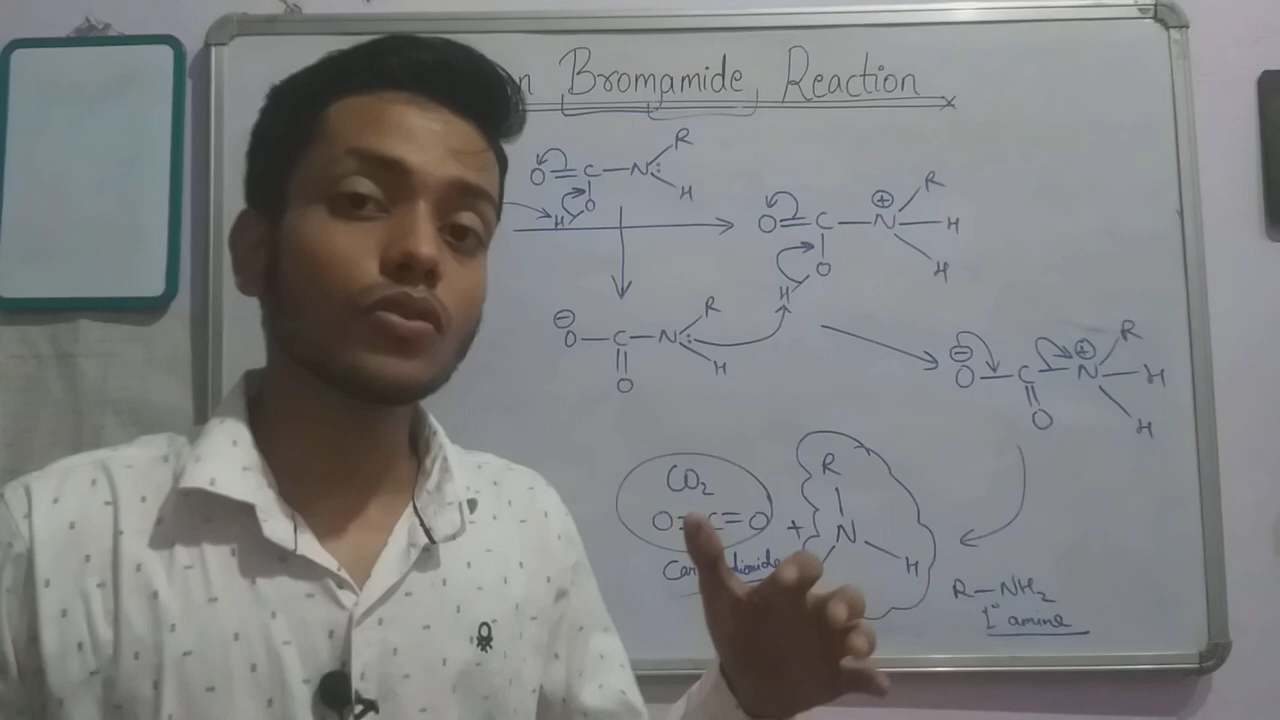 n Bromamide Reaction
O=C—N: R
H
H O
O=C—N⊕ R
H
H
O
H
⊖
O—C—N: R
H
O
⊖
O—C—N⊕ R
H
H
O
CO₂
O=C=O
+
R
N
H
R—NH₂
1° amine